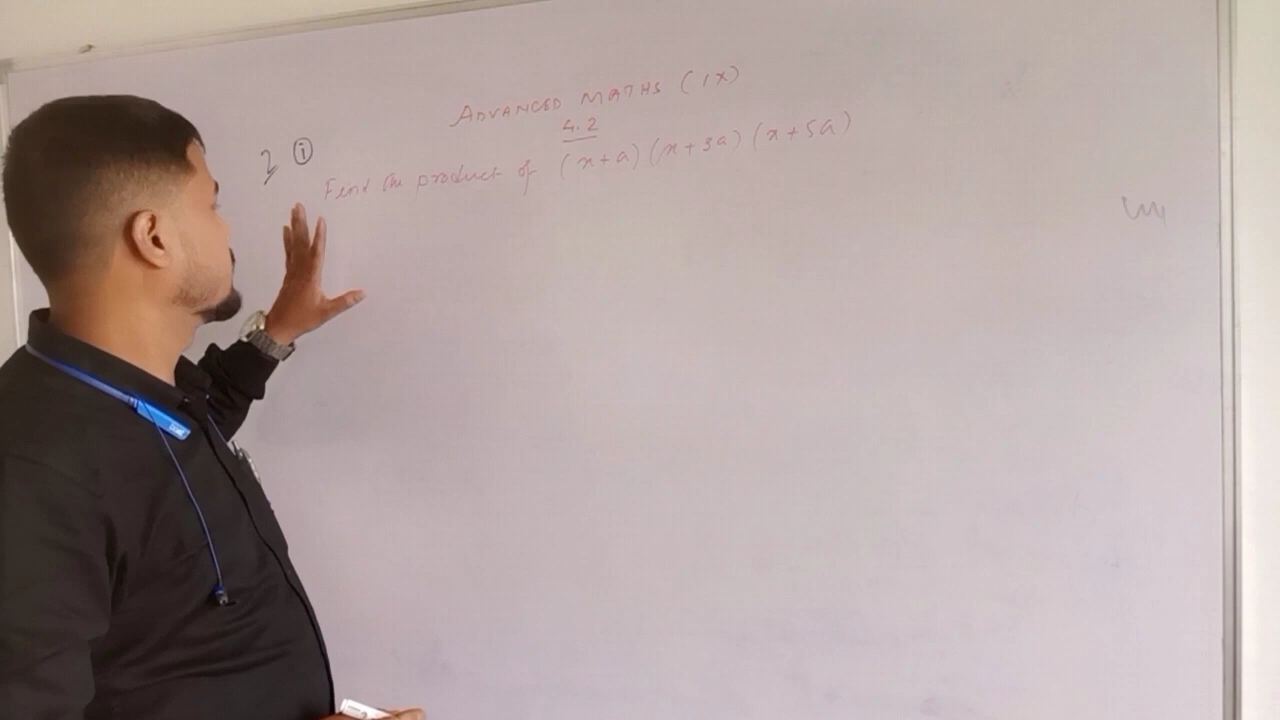 ADVANCED MATHS (IX)
4.2
2 (i)
Find the product of (x+a) (x+3a) (x+5a)